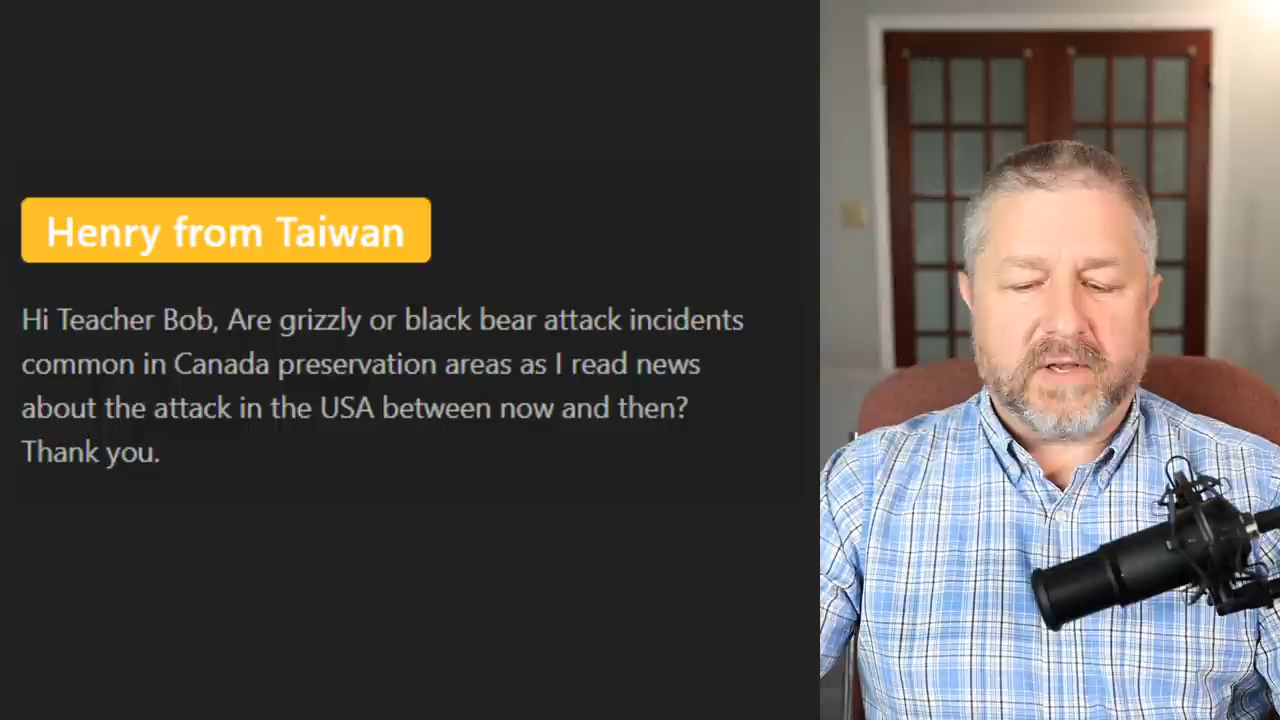 Henry from Taiwan
Hi Teacher Bob, Are grizzly or black bear attack incidents
common in Canada preservation areas as I read news
about the attack in the USA between now and then?
Thank you.